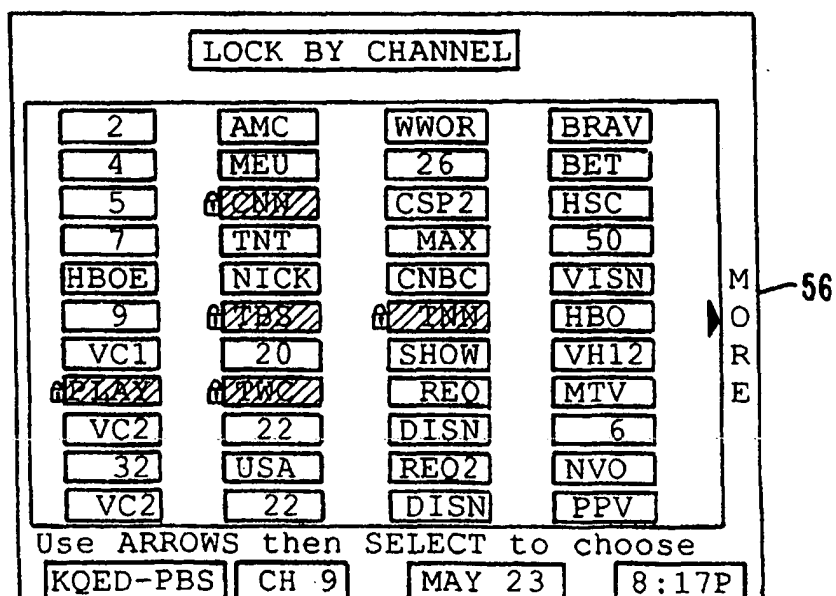 LOCK BY CHANNEL
2 AMC WWOR BRAV
4 MEU 26 BET
5 CNN CSP2 HSC
7 TNT MAX 50
HBOE NICK CNBC VISN
9 TBS TNN HBO
VC1 20 SHOW VH12
PLAY TWC REQ MTV
VC2 22 DISN 6
32 USA REQ2 NVO
VC2 22 DISN PPV
MORE
56
Use ARROWS then SELECT to choose
KQED-PBS CH 9 MAY 23 8:17P